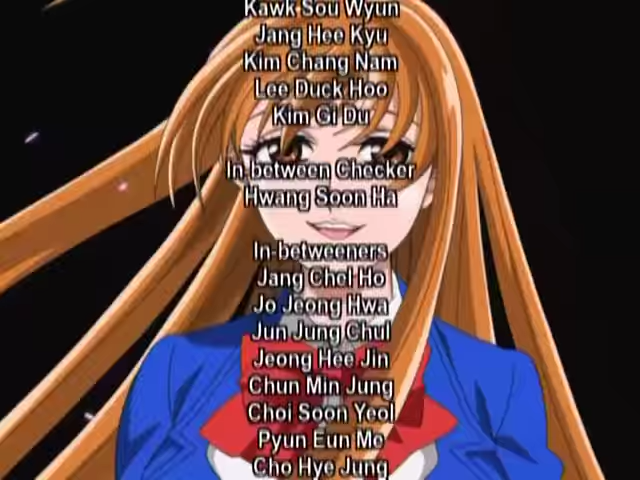 Kawk Sou Wyun
Jang Hee Kyu
Kim Chang Nam
Lee Duck Hoo
Kim Gi Du
In-between Checker
Hwang Soon Ha
In-betweeners
Jang Chel Ho
Jo Jeong Hwa
Jun Jung Chul
Jeong Hee Jin
Chun Min Jung
Choi Soon Yeol
Pyun Eun Mo
Cho Hye Jung